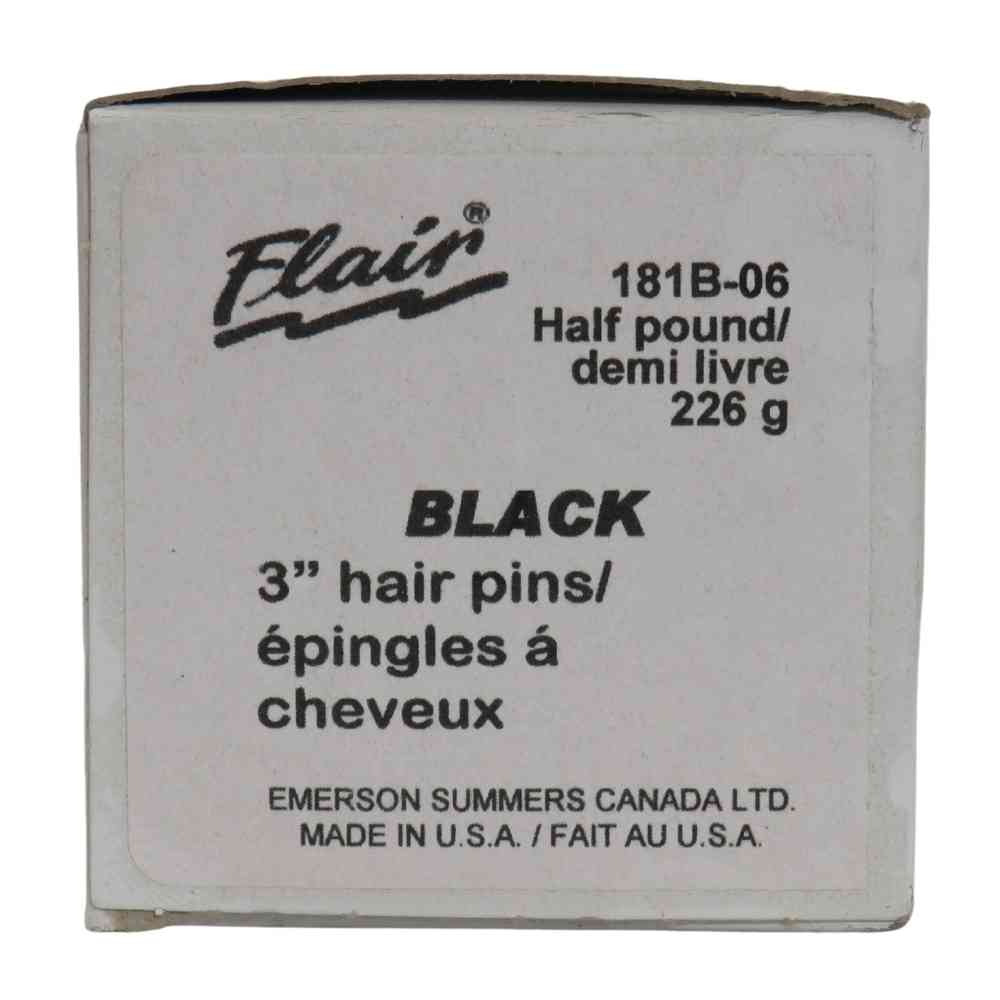 Flair®
181B-06
Half pound/
demi livre
226 g
BLACK
3” hair pins/
épingles á
cheveux
EMERSON SUMMERS CANADA LTD.
MADE IN U.S.A. / FAIT AU U.S.A.